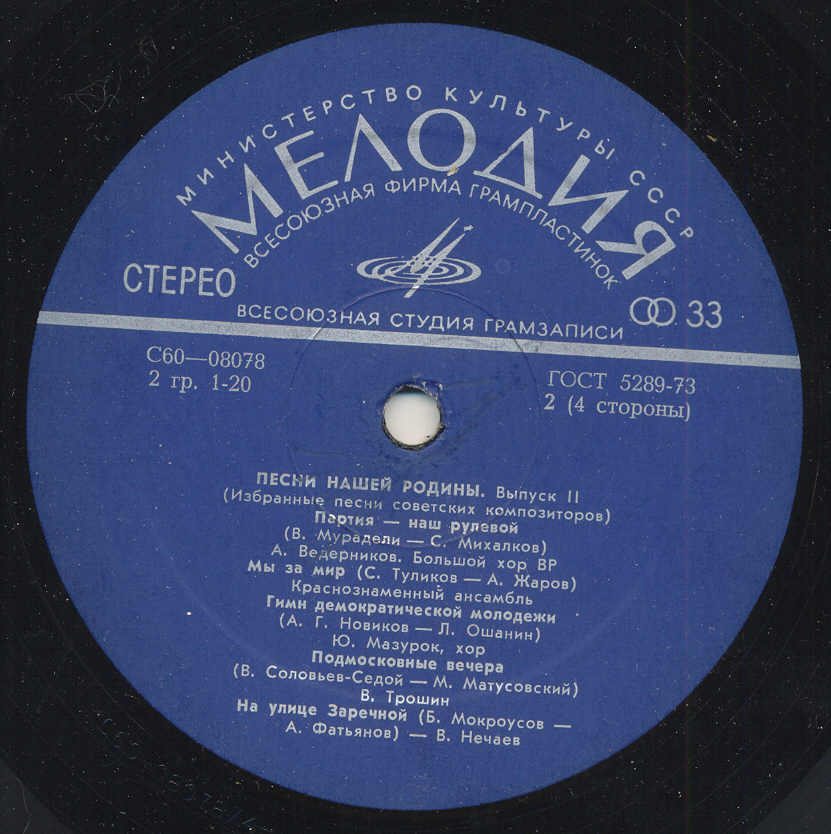 МИНИСТЕРСТВО КУЛЬТУРЫ СССР
МЕЛОДИЯ
ВСЕСОЮЗНАЯ ФИРМА ГРАМПЛАСТИНОК
СТЕРЕО
33
ВСЕСОЮЗНАЯ СТУДИЯ ГРАМЗАПИСИ
С60—08078
2 гр. 1-20
ГОСТ 5289-73
2 (4 стороны)
ПЕСНИ НАШЕЙ РОДИНЫ. Выпуск II
(Избранные песни советских композиторов)
Партия — наш рулевой
(В. Мурадели — С. Михалков)
А. Ведерников. Большой хор ВР
Мы за мир (С. Туликов — А. Жаров)
Краснознаменный ансамбль
Гимн демократической молодежи
(А. Г. Новиков — Л. Ошанин)
Ю. Мазурок, хор
Подмосковные вечера
(В. Соловьев-Седой — М. Матусовский)
В. Трошин
На улице Заречной (Б. Мокроусов —
А. Фатьянов) — В. Нечаев